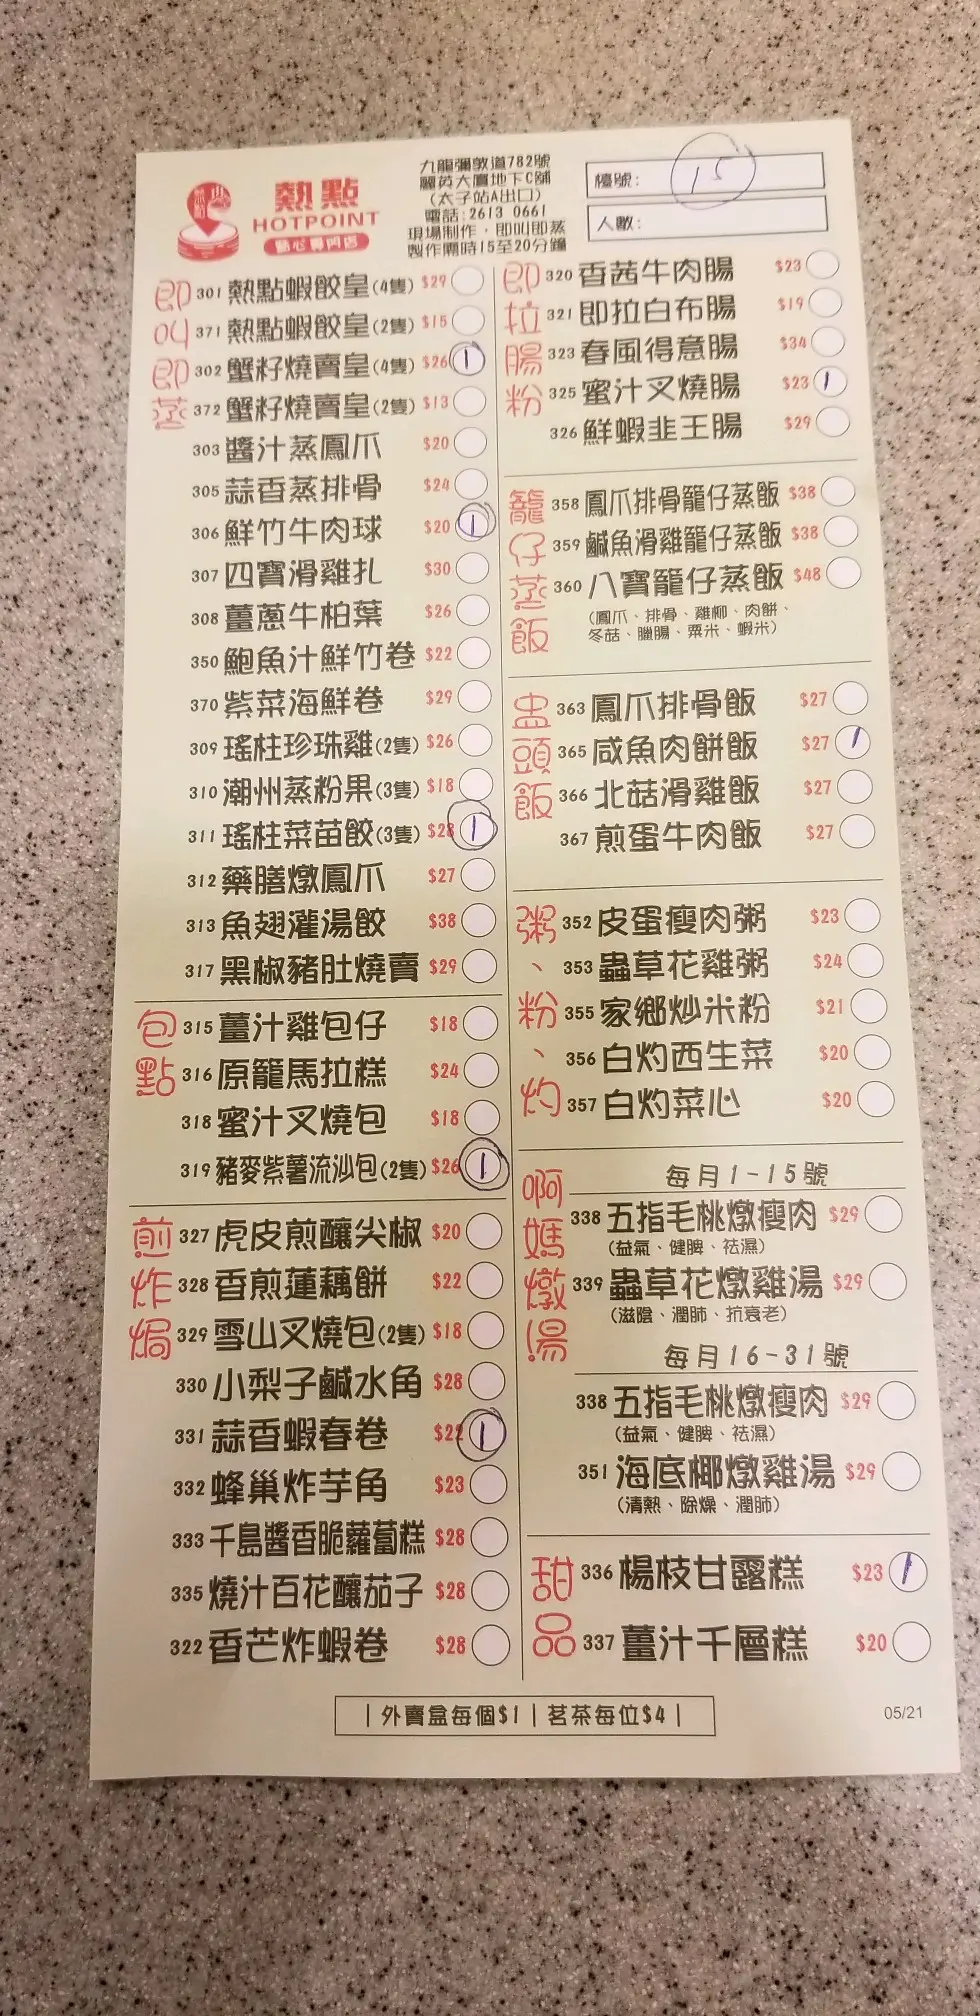 熱點
HOTPOINT
點心專門店
九龍彌敦道782號
麗英大廈地下C舖
(太子站A出口)
電話:2613 0661
現場制作,即叫即蒸
製作需時15至20分鐘
檯號: 15
人數:
即叫即蒸
301 熱點蝦餃皇(4隻) $29
371 熱點蝦餃皇(2隻) $15
302 蟹籽燒賣皇(4隻) $26 1
372 蟹籽燒賣皇(2隻) $13
303 醬汁蒸鳳爪 $20
305 蒜香蒸排骨 $24
306 鮮竹牛肉球 $20 1
307 四寶滑雞扎 $30
308 薑蔥牛柏葉 $26
350 鮑魚汁鮮竹卷 $22
370 紫菜海鮮卷 $29
309 瑤柱珍珠雞(2隻) $26
310 潮州蒸粉果(3隻) $18
311 瑤柱菜苗餃(3隻) $28 1
312 藥膳燉鳳爪 $27
313 魚翅灌湯餃 $38
317 黑椒豬肚燒賣 $29
包點
315 薑汁雞包仔 $18
316 原籠馬拉糕 $24
318 蜜汁叉燒包 $18
319 豬麥紫薯流沙包(2隻) $26 1
煎炸焗
327 虎皮煎釀尖椒 $20
328 香煎蓮藕餅 $22
329 雪山叉燒包(2隻) $18
330 小梨子鹹水角 $28
331 蒜香蝦春卷 $22 1
332 蜂巢炸芋角 $23
333 千島醬香脆蘿蔔糕 $28
335 燒汁百花釀茄子 $28
322 香芒炸蝦卷 $28
即拉腸粉
320 香茜牛肉腸 $23
321 即拉白布腸 $19
323 春風得意腸 $34
325 蜜汁叉燒腸 $23 1
326 鮮蝦韭王腸 $29
籠仔蒸飯
358 鳳爪排骨籠仔蒸飯 $38
359 鹹魚滑雞籠仔蒸飯 $38
360 八寶籠仔蒸飯 $48
(鳳爪、排骨、雞柳、肉餅、
冬菇、臘腸、粟米、蝦米)
盅頭飯
363 鳳爪排骨飯 $27
365 咸魚肉餅飯 $27 1
366 北菇滑雞飯 $27
367 煎蛋牛肉飯 $27
粥、粉、灼
352 皮蛋瘦肉粥 $23
353 蟲草花雞粥 $24
355 家鄉炒米粉 $21
356 白灼西生菜 $20
357 白灼菜心 $20
啊媽燉湯
每月1-15號
338 五指毛桃燉瘦肉 $29
(益氣、健脾、祛濕)
339 蟲草花燉雞湯 $29
(滋陰、潤肺、抗衰老)
每月16-31號
338 五指毛桃燉瘦肉 $29
(益氣、健脾、祛濕)
351 海底椰燉雞湯 $29
(清熱、除燥、潤肺)
甜品
336 楊枝甘露糕 $23 1
337 薑汁千層糕 $20
|外賣盒每個$1|茗茶每位$4|
05/21